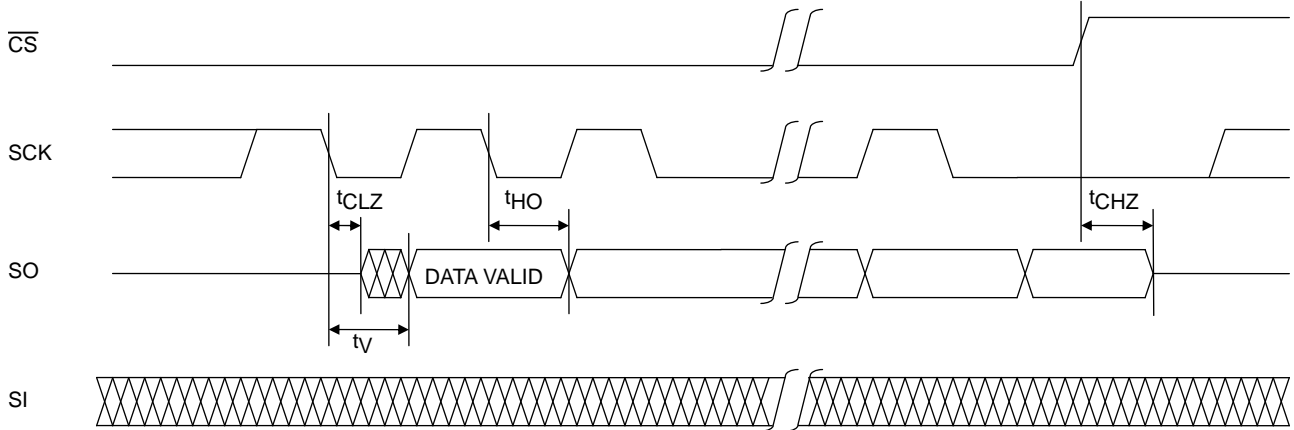 CS
SCK
tCLZ
tHO
tCHZ
SO
DATA VALID
tV
SI